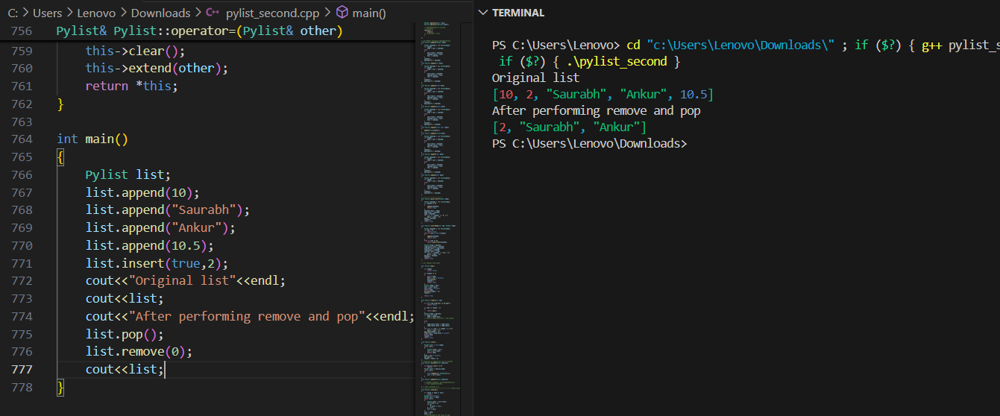 C: > Users > Lenovo > Downloads > C++ pylist_second.cpp > main()
756 Pylist& Pylist::operator=(Pylist& other)
759 this->clear();
760 this->extend(other);
761 return *this;
762 }
763
764 int main()
765 {
766 Pylist list;
767 list.append(10);
768 list.append("Saurabh");
769 list.append("Ankur");
770 list.append(10.5);
771 list.insert(true,2);
772 cout<<"Original list"<<endl;
773 cout<<list;
774 cout<<"After performing remove and pop"<<endl;
775 list.pop();
776 list.remove(0);
777 cout<<list;
778 }
TERMINAL
PS C:\Users\Lenovo> cd "c:\Users\Lenovo\Downloads\" ; if ($?) { g++ pylist_s
if ($?) { .\pylist_second }
Original list
[10, 2, "Saurabh", "Ankur", 10.5]
After performing remove and pop
[2, "Saurabh", "Ankur"]
PS C:\Users\Lenovo\Downloads>